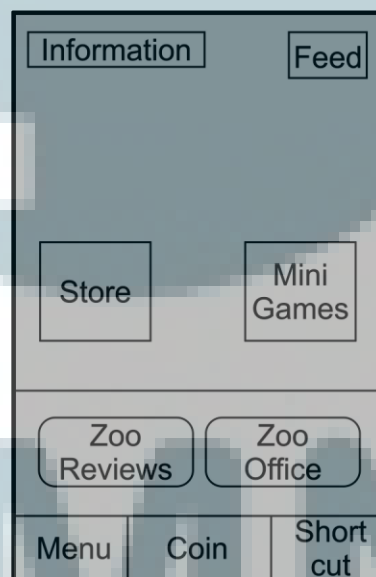 Information
Feed
Store
Mini
Games
Zoo
Reviews
Zoo
Office
Menu
Coin
Short
cut